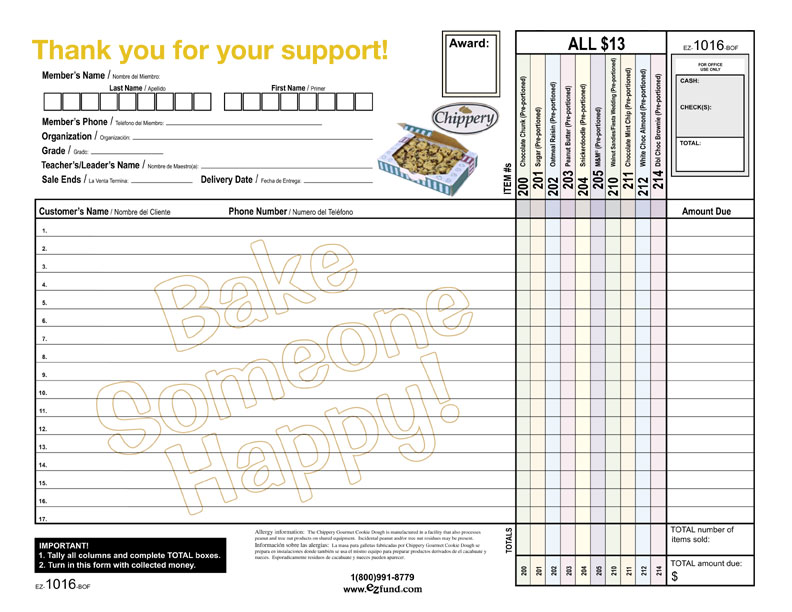 Thank you for your support!
Member's Name / Nombre del Miembro:
Last Name / Apellido
First Name / Primer
Member's Phone / Teléfono del Miembro:
Organization / Organización:
Grade / Grado:
Teacher's/Leader's Name / Nombre de Maestro(a):
Sale Ends / La Venta Termina:
Delivery Date / Fecha de Entrega:
Award:
Chippery
ALL $13
ITEM #s
200 Chocolate Chunk (Pre-portioned)
201 Sugar (Pre-portioned)
202 Oatmeal Raisin (Pre-portioned)
203 Peanut Butter (Pre-portioned)
204 Snickerdoodle (Pre-portioned)
205 M&M® (Pre-portioned)
210 Walnut Sandies/Fiesta Wedding (Pre-portioned)
211 Chocolate Mint Chip (Pre-portioned)
212 White Choc Almond (Pre-portioned)
214 Dbl Choc Brownie (Pre-portioned)
EZ-1016-BOF
FOR OFFICE
USE ONLY
CASH:
CHECK(S):
TOTAL:
Customer's Name / Nombre del Cliente
Phone Number / Numero del Teléfono
Amount Due
1.
2.
3.
4.
5.
6.
7.
8.
9.
10.
11.
12.
13.
14.
15.
16.
17.
Bake
Someone
Happy!
IMPORTANT!
1. Tally all columns and complete TOTAL boxes.
2. Turn in this form with collected money.
EZ-1016-BOF
Allergy information: The Chippery Gourmet Cookie Dough is manufactured in a facility that also processes
peanut and tree nut products on shared equipment. Incidental peanut and/or tree nut residues may be present.
Información sobre las alergias: La masa para galletas fabricadas por Chippery Gourmet Cookie Dough se
prepara en instalaciones donde también se usa el mismo equipo para preparar productos derivados de el cacahuate y
nueces. Esporadicamente residuos de cacahuate y nueces pueden aparecer.
1(800)991-8779
www.ezfund.com
TOTALS
200
201
202
203
204
205
210
211
212
214
TOTAL number of
items sold:
TOTAL amount due:
$